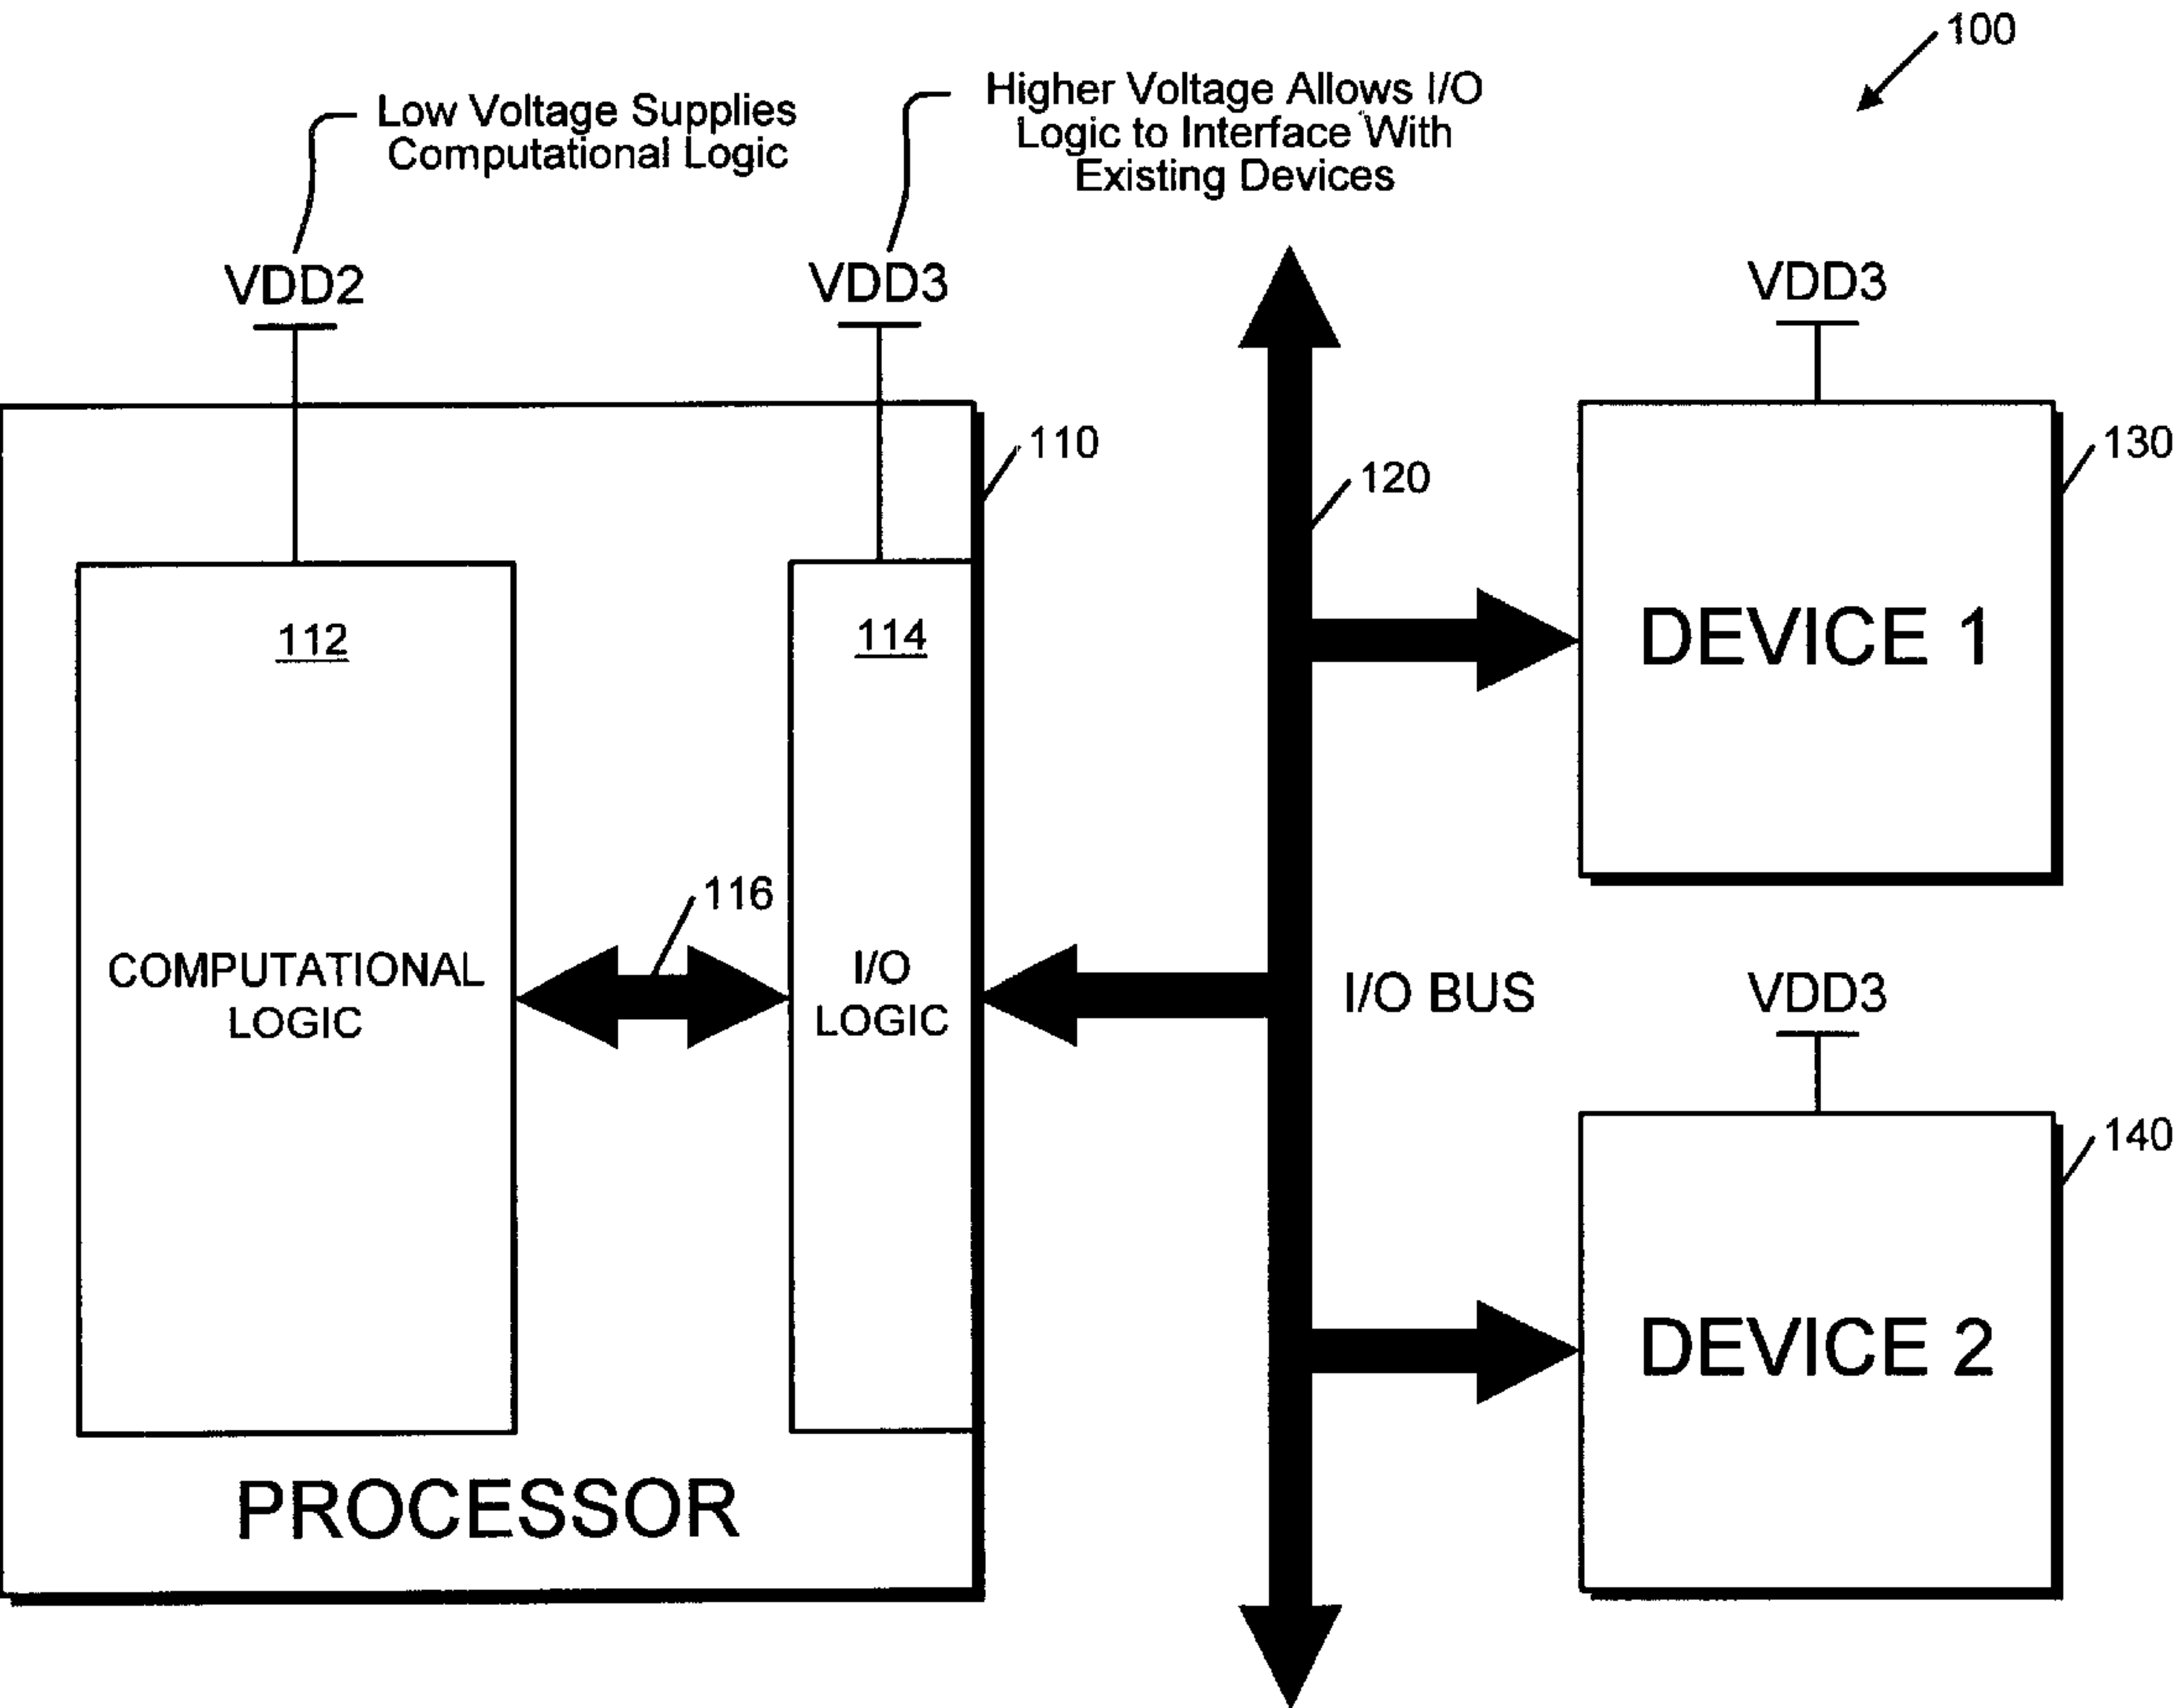 100
Low Voltage Supplies
Computational Logic
Higher Voltage Allows I/O
Logic to Interface With
Existing Devices
VDD2
VDD3
VDD3
110
120
130
112
114
DEVICE 1
116
COMPUTATIONAL
LOGIC
I/O
LOGIC
I/O BUS
VDD3
140
DEVICE 2
PROCESSOR